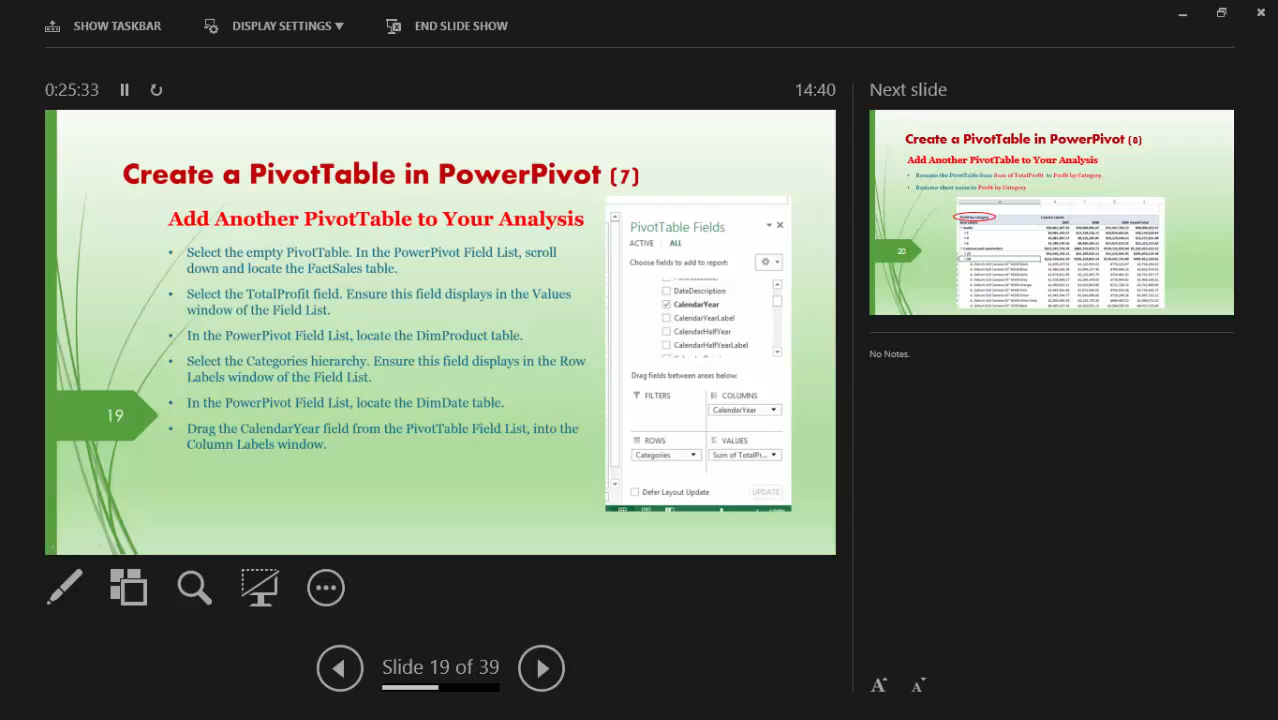 SHOW TASKBAR
DISPLAY SETTINGS
END SLIDE SHOW
0:25:33
14:40
Next slide
Create a PivotTable in PowerPivot (7)
Add Another PivotTable to Your Analysis
Select the empty PivotTable. In the PowerPivot Field List, scroll
down and locate the FactSales table.
Select the TotalProfit field. Ensure this field displays in the Values
window of the Field List.
In the PowerPivot Field List, locate the DimProduct table.
Select the Categories hierarchy. Ensure this field displays in the Row
Labels window of the Field List.
In the PowerPivot Field List, locate the DimDate table.
Drag the CalendarYear field from the PivotTable Field List, into the
Column Labels window.
19
PivotTable Fields
ACTIVE ALL
Choose fields to add to report:
DateDescription
CalendarYear
CalendarYearLabel
CalendarHalfYear
CalendarHalfYearLabel
Drag fields between areas below:
FILTERS
COLUMNS
CalendarYear
ROWS
VALUES
Categories
Sum of TotalPr...
Defer Layout Update
UPDATE
Create a PivotTable in PowerPivot (8)
Add Another PivotTable to Your Analysis
Rename the PivotTable from Sum of TotalProfit to Profit by Category.
Rename sheet name to Profit by Category
Profit by Category
Column Labels
20
No Notes.
Slide 19 of 39
A A